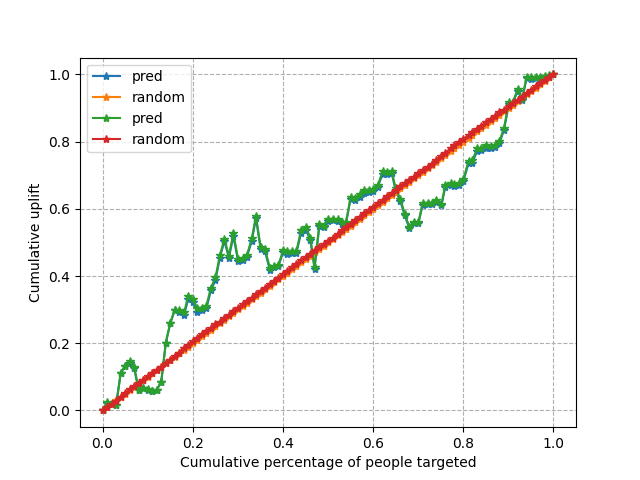 pred
random
pred
random
1.0
0.8
0.6
0.4
0.2
0.0
Cumulative uplift
0.0 0.2 0.4 0.6 0.8 1.0
Cumulative percentage of people targeted